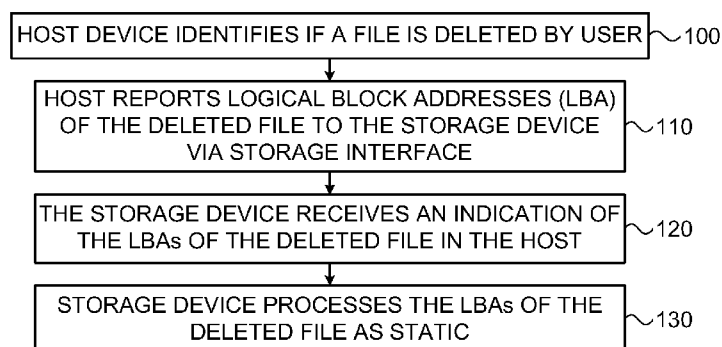 HOST DEVICE IDENTIFIES IF A FILE IS DELETED BY USER
100
HOST REPORTS LOGICAL BLOCK ADDRESSES (LBA)
OF THE DELETED FILE TO THE STORAGE DEVICE
VIA STORAGE INTERFACE
110
THE STORAGE DEVICE RECEIVES AN INDICATION OF
THE LBAs OF THE DELETED FILE IN THE HOST
120
STORAGE DEVICE PROCESSES THE LBAs OF THE
DELETED FILE AS STATIC
130